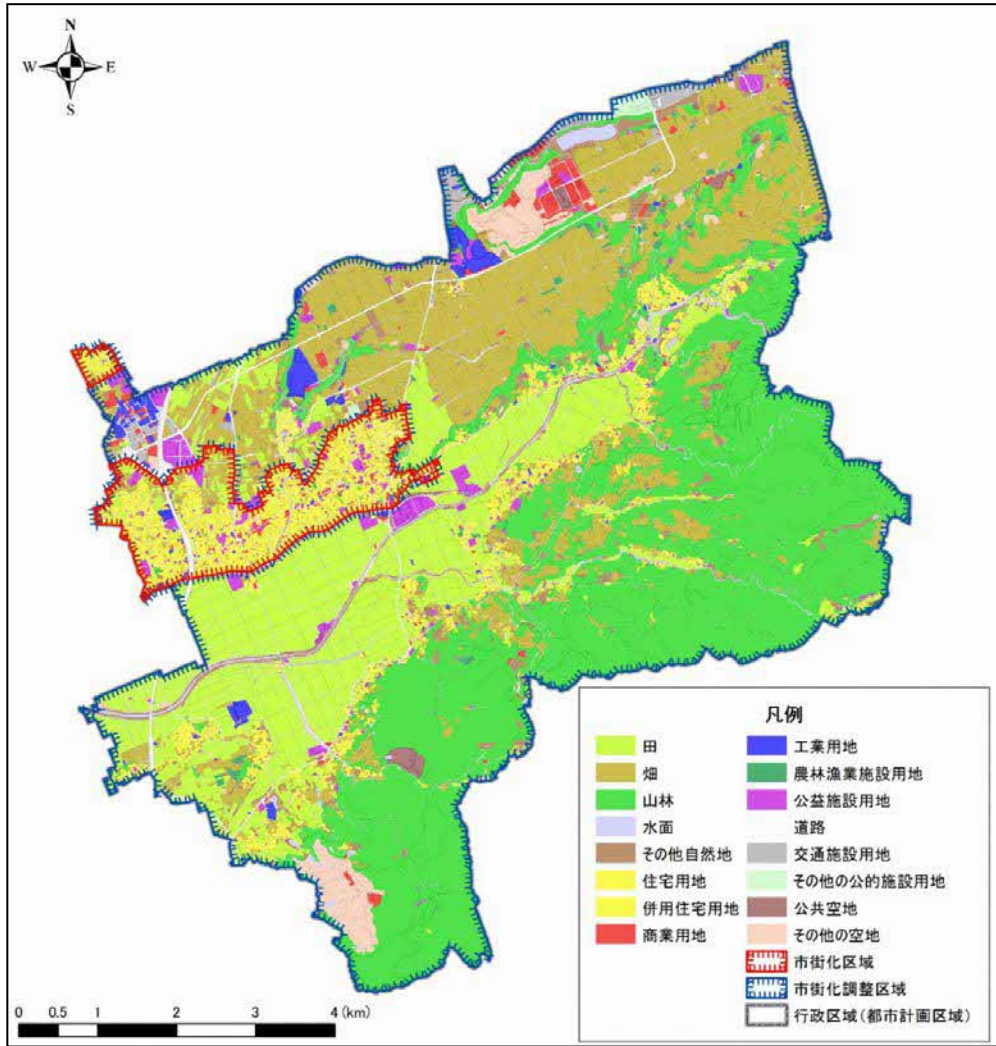 N
W E
S
凡例
田
畑
山林
水面
その他自然地
住宅用地
併用住宅用地
商業用地
工業用地
農林漁業施設用地
公益施設用地
道路
交通施設用地
その他の公的施設用地
公共空地
その他の空地
市街化区域
市街化調整区域
行政区域(都市計画区域)
0 0.5 1 2 3 4 (km)